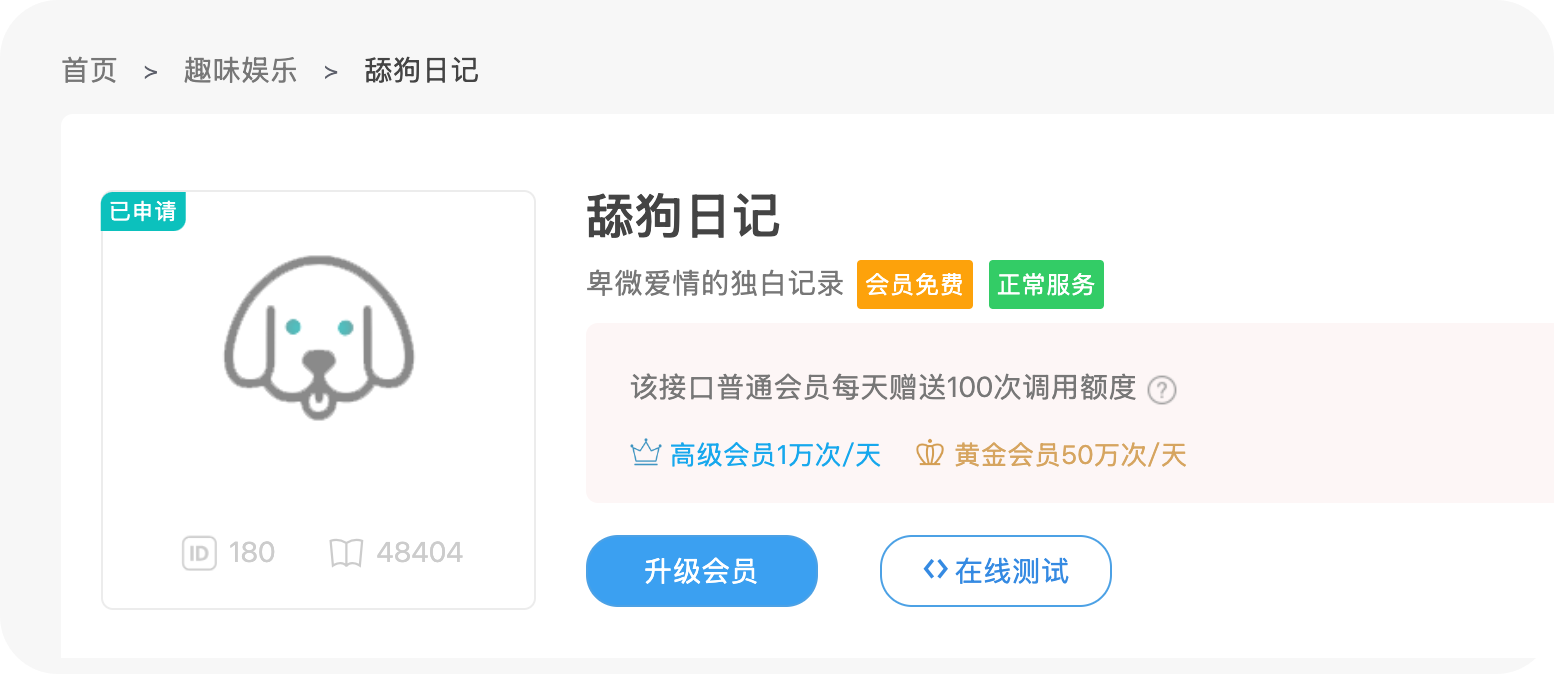 首页 > 趣味娱乐 > 舔狗日记
已申请
ID 180 48404
舔狗日记
卑微爱情的独白记录 会员免费 正常服务
该接口普通会员每天赠送100次调用额度 ?
高级会员1万次/天 黄金会员50万次/天
升级会员 <> 在线测试